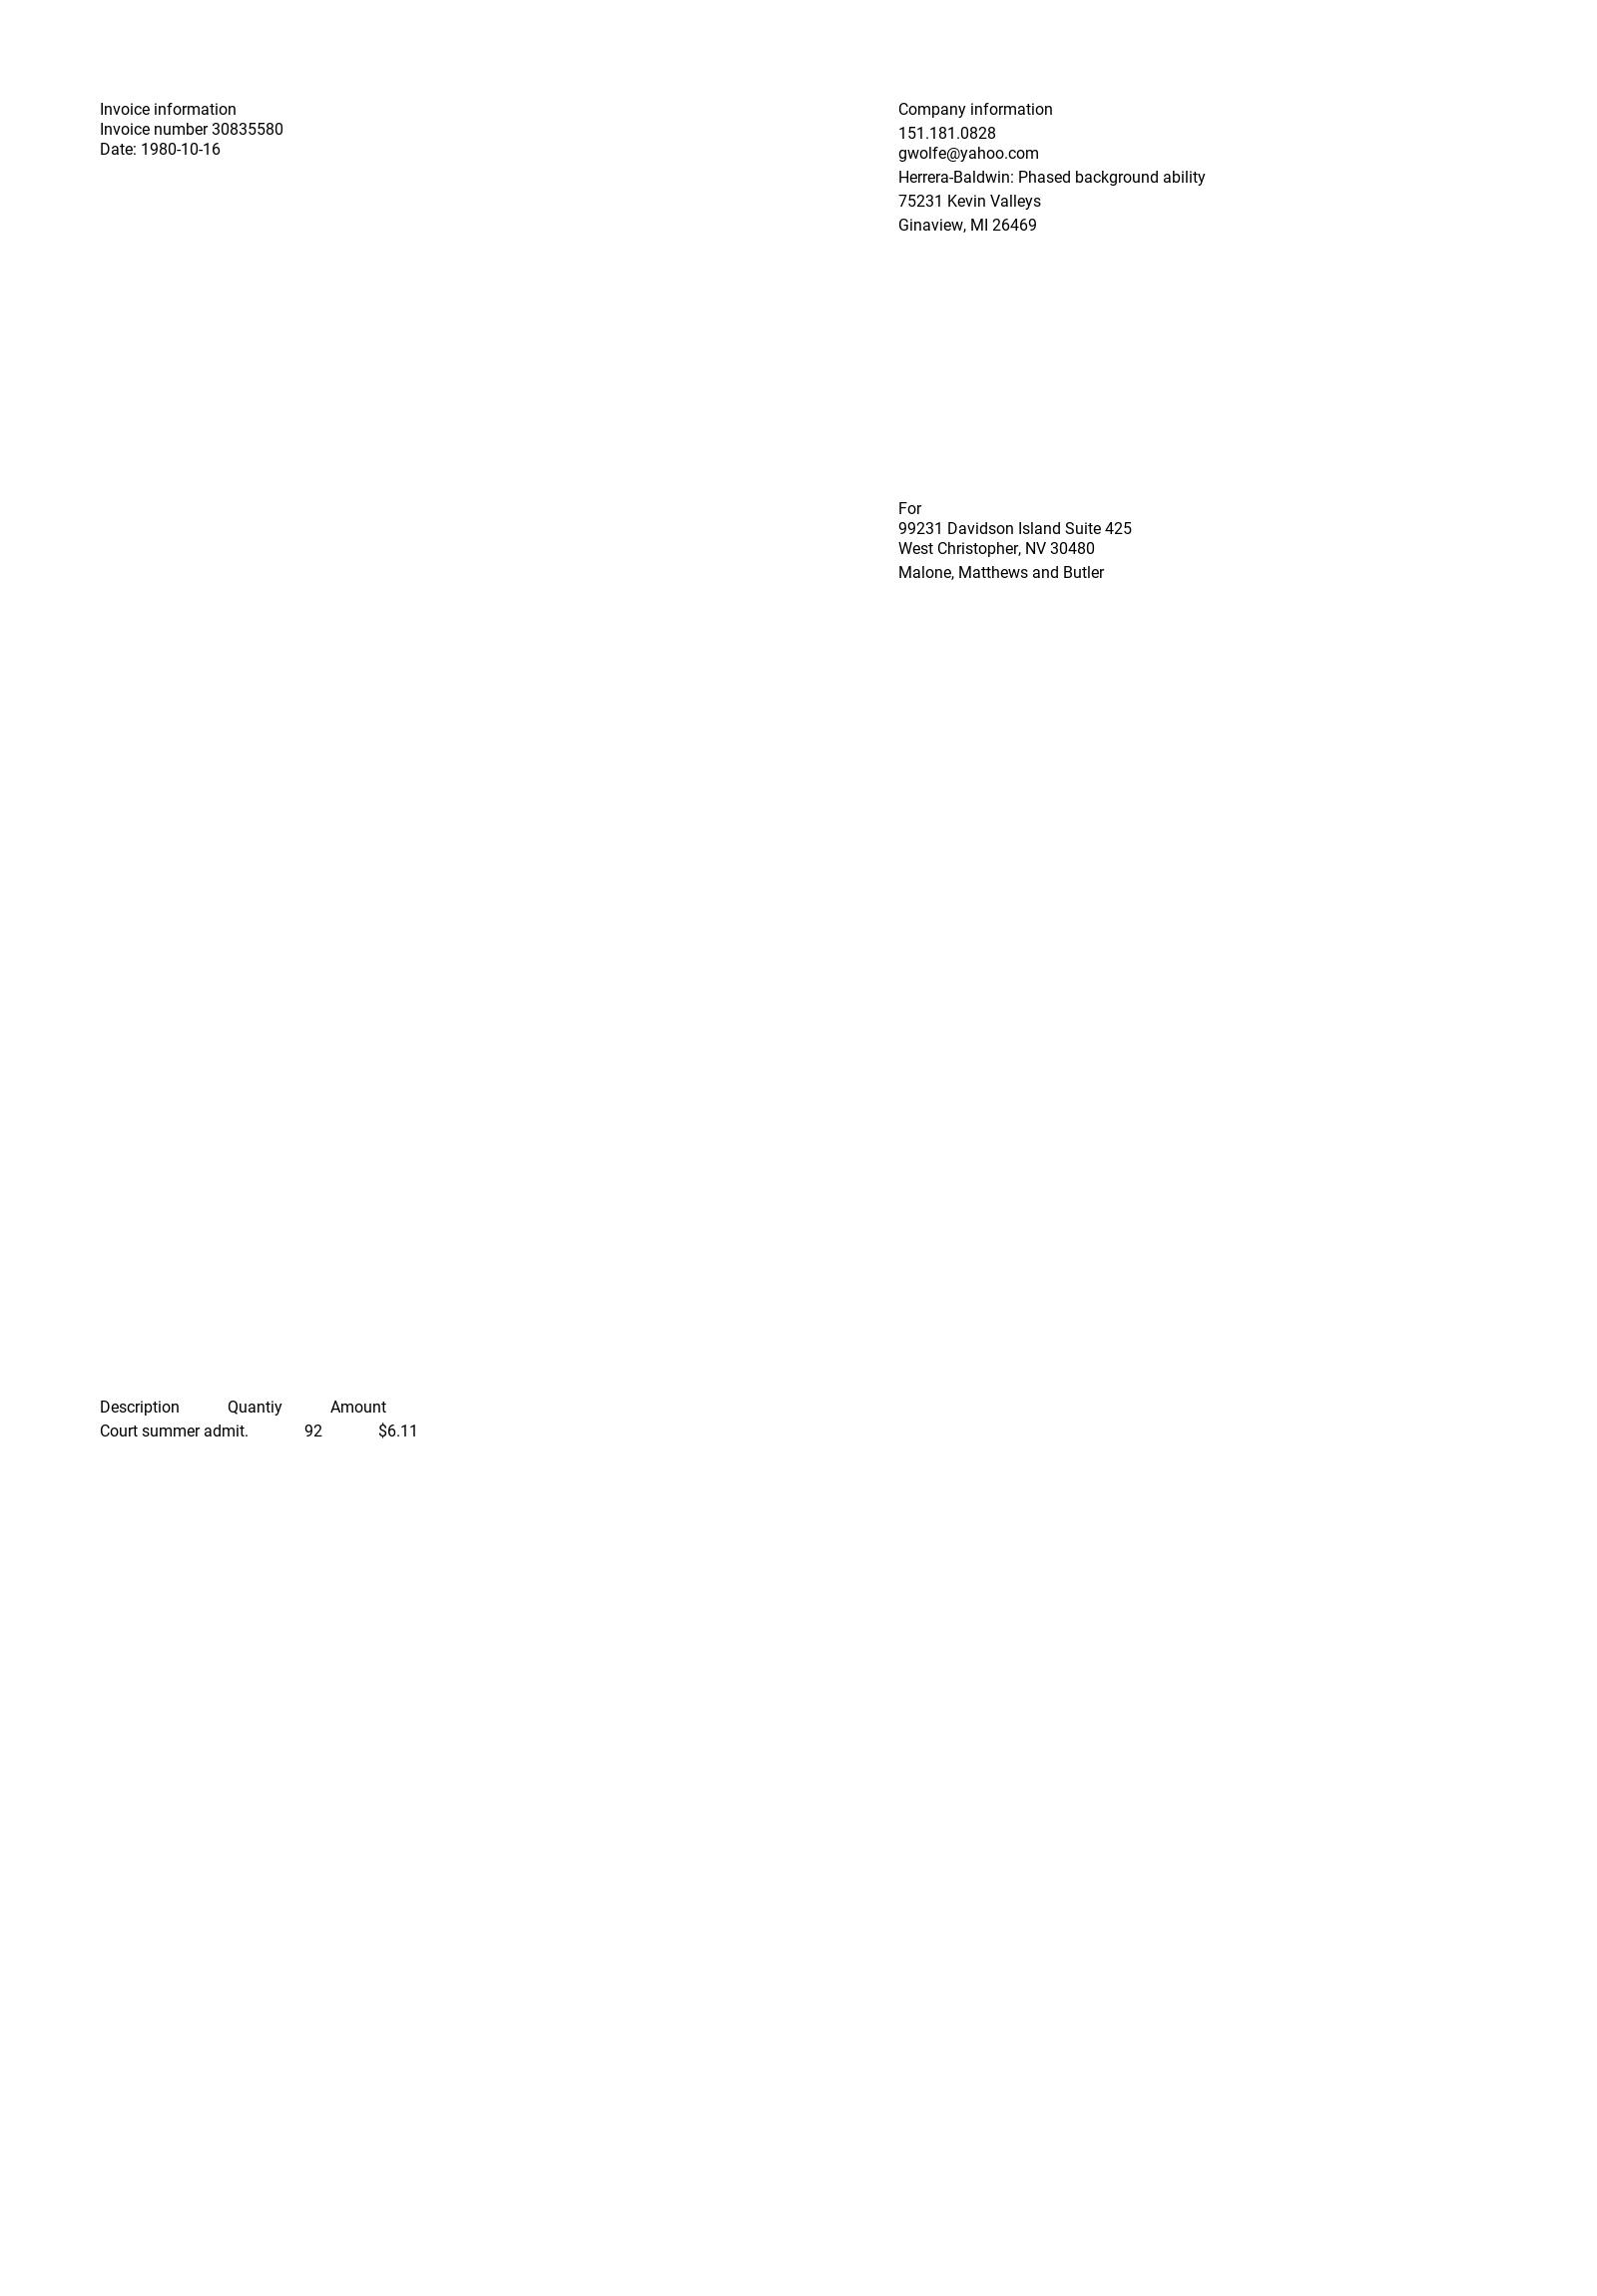 Invoice information
Invoice number 30835580
Date: 1980-10-16
Company information
151.181.0828
gwolfe@yahoo.com
Herrera-Baldwin: Phased background ability
75231 Kevin Valleys
Ginaview, MI 26469
For
99231 Davidson Island Suite 425
West Christopher, NV 30480
Malone, Matthews and Butler
Description Quantiy Amount
Court summer admit. 92 $6.11